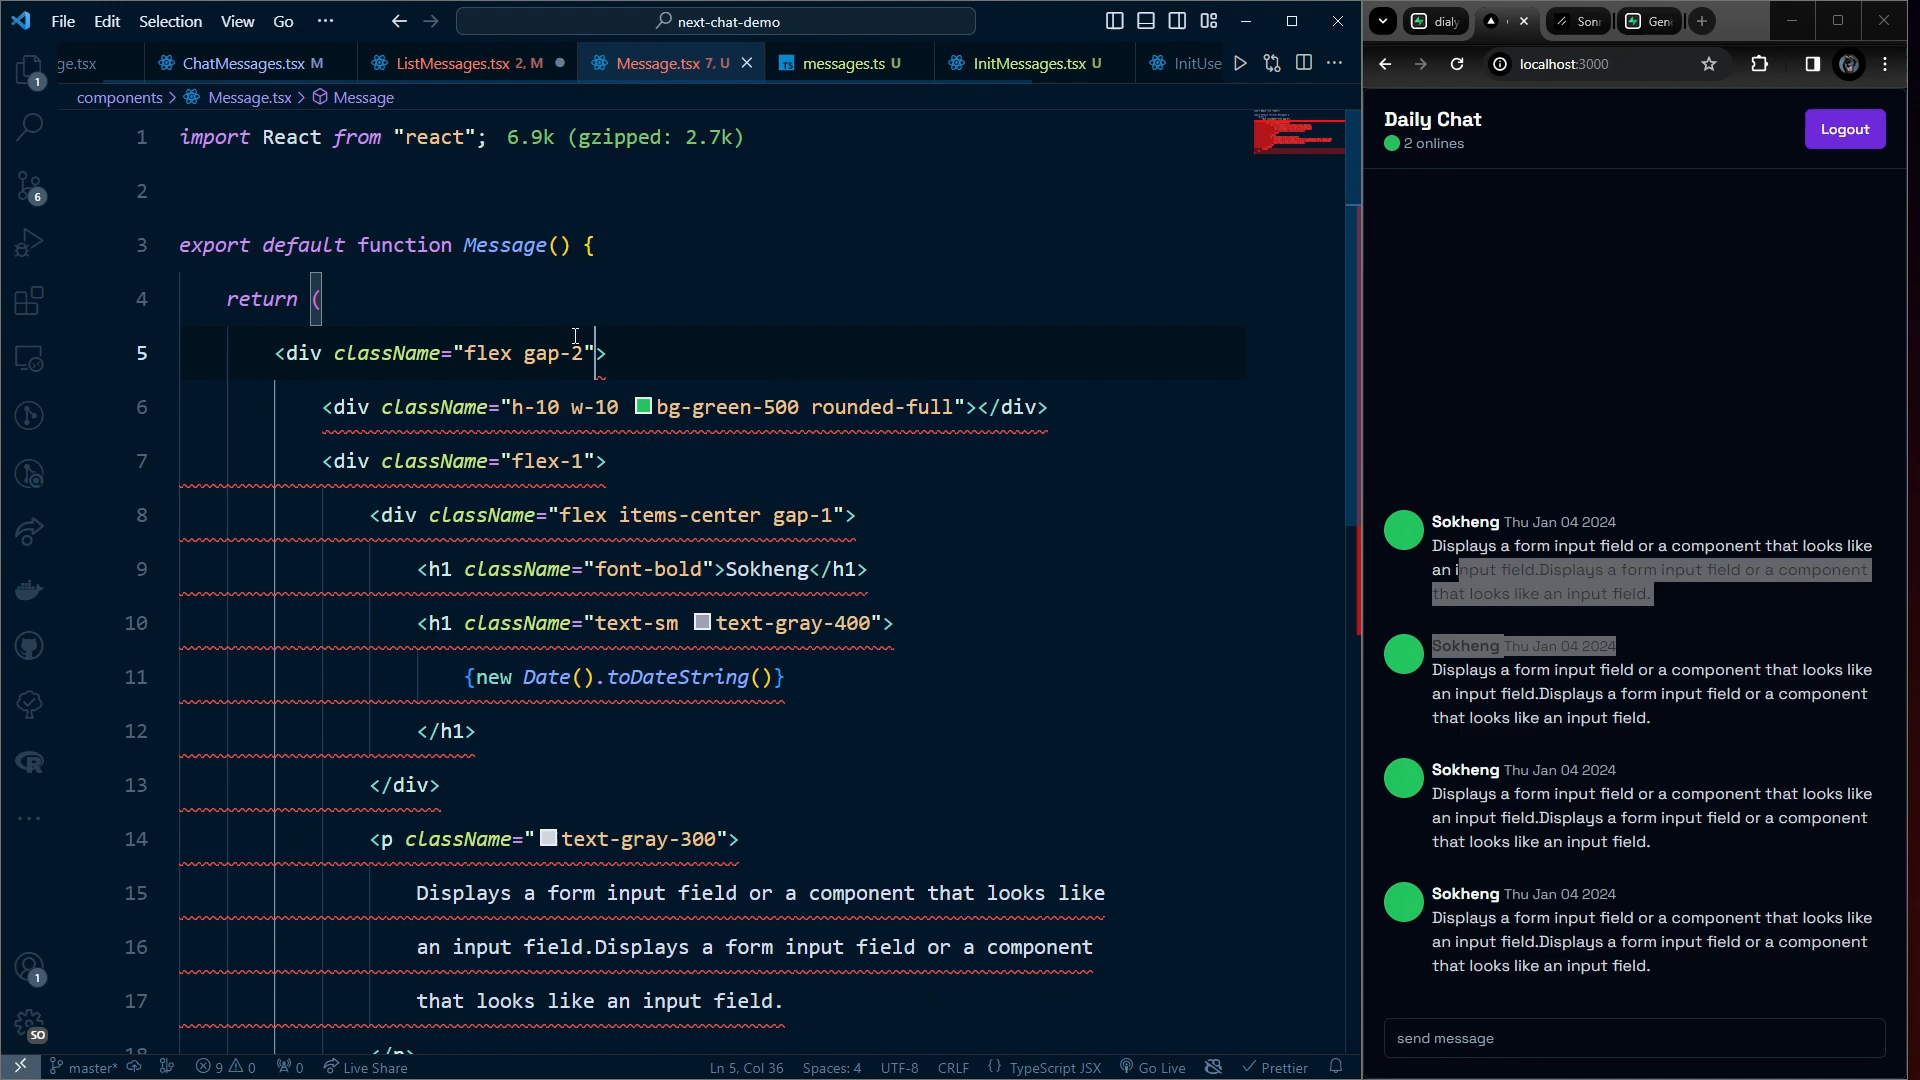 File Edit Selection View Go ··· next-chat-demo
ge.tsx ChatMessages.tsx M ListMessages.tsx 2, M Message.tsx 7, U messages.ts U InitMessages.tsx U InitUse
components > Message.tsx > Message
1 import React from "react"; 6.9k (gzipped: 2.7k)
2
3 export default function Message() {
4 return (
5 <div className="flex gap-2">
6 <div className="h-10 w-10 bg-green-500 rounded-full"></div>
7 <div className="flex-1">
8 <div className="flex items-center gap-1">
9 <h1 className="font-bold">Sokheng</h1>
10 <h1 className="text-sm text-gray-400">
11 {new Date().toDateString()}
12 </h1>
13 </div>
14 <p className="text-gray-300">
15 Displays a form input field or a component that looks like
16 an input field.Displays a form input field or a component
17 that looks like an input field.
18 </p>
1
6
1
SO
master* 9 0 0 Live Share Ln 5, Col 36 Spaces: 4 UTF-8 CRLF {} TypeScript JSX Go Live Prettier
dialy Sonr Gene
localhost:3000
Daily Chat
2 onlines
Logout
Sokheng Thu Jan 04 2024
Displays a form input field or a component that looks like
an input field.Displays a form input field or a component
that looks like an input field.
Sokheng Thu Jan 04 2024
Displays a form input field or a component that looks like
an input field.Displays a form input field or a component
that looks like an input field.
Sokheng Thu Jan 04 2024
Displays a form input field or a component that looks like
an input field.Displays a form input field or a component
that looks like an input field.
Sokheng Thu Jan 04 2024
Displays a form input field or a component that looks like
an input field.Displays a form input field or a component
that looks like an input field.
send message